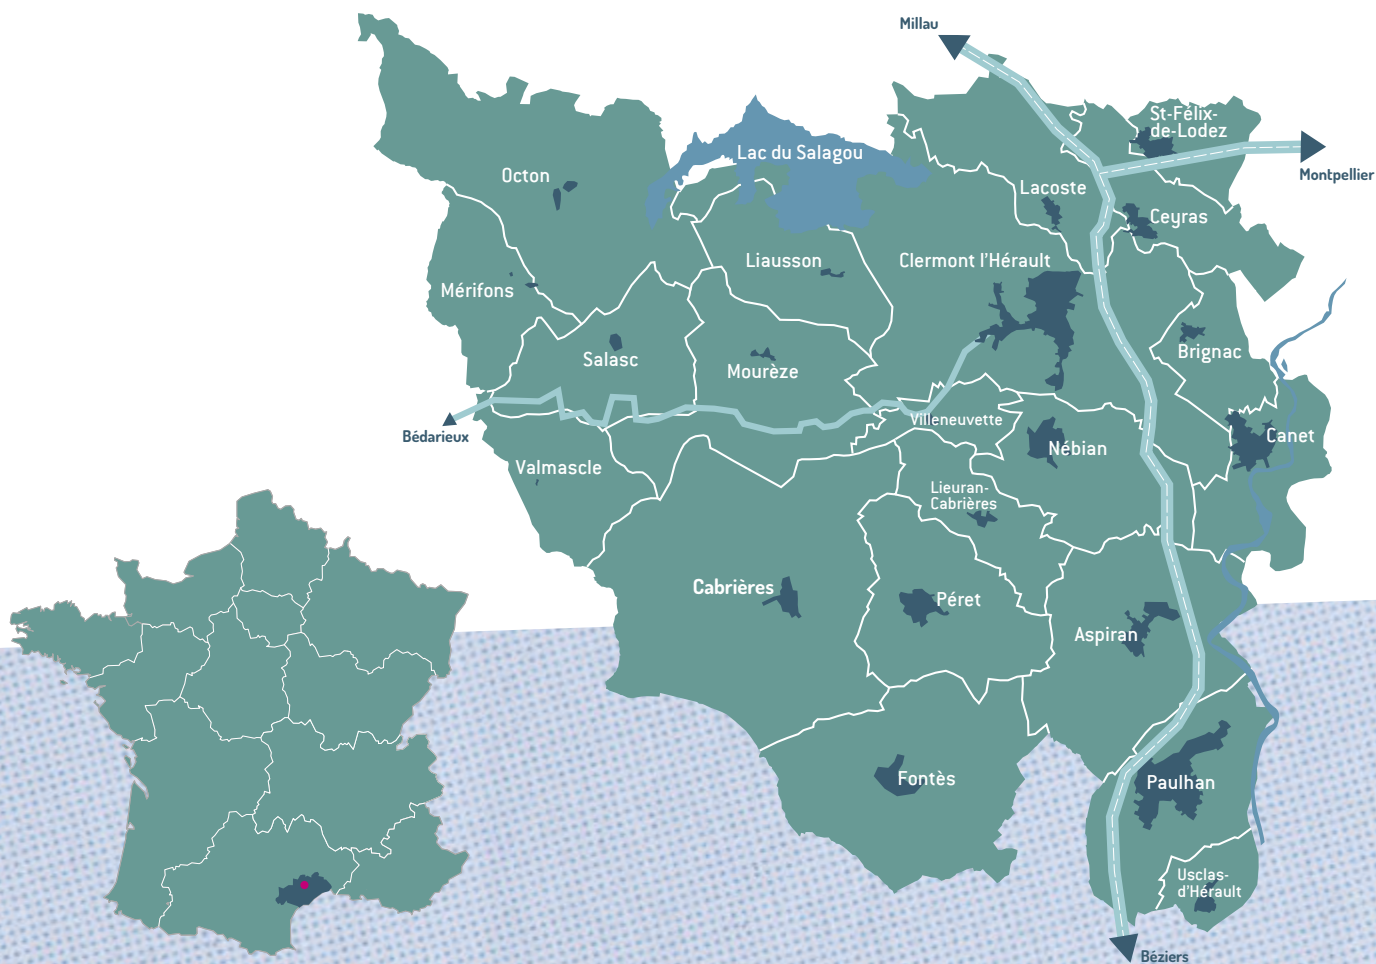 Millau
St-Félix-
de-Lodez
Lac du Salagou
Montpellier
Octon
Lacoste
Ceyras
Liausson
Clermont l'Hérault
Mérifons
Salasc
Mourèze
Brignac
Villeneuvette
Bédarieux
Canet
Nébian
Valmascle
Lieuran-
Cabrières
Cabrières
Péret
Aspiran
Fontès
Paulhan
Usclas-
d'Hérault
Béziers